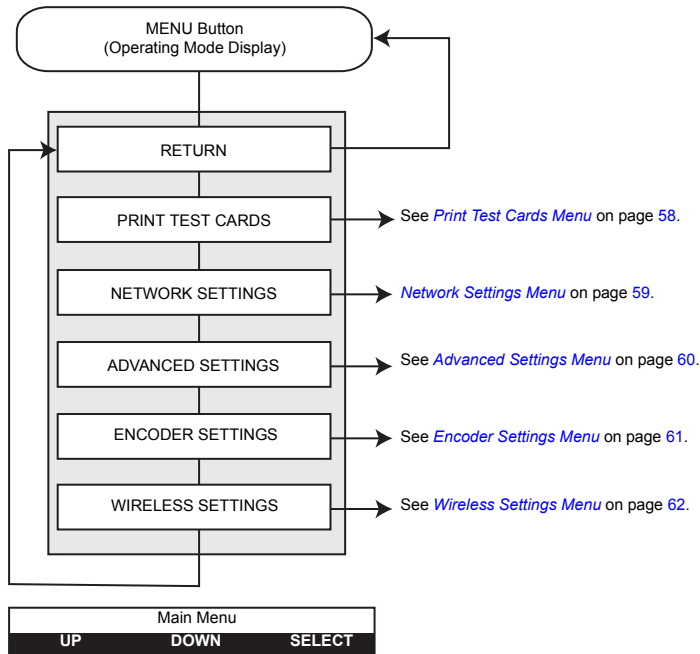 MENU Button
(Operating Mode Display)
RETURN
PRINT TEST CARDS
See Print Test Cards Menu on page 58.
NETWORK SETTINGS
Network Settings Menu on page 59.
ADVANCED SETTINGS
See Advanced Settings Menu on page 60.
ENCODER SETTINGS
See Encoder Settings Menu on page 61.
WIRELESS SETTINGS
See Wireless Settings Menu on page 62.
Main Menu
UP DOWN SELECT